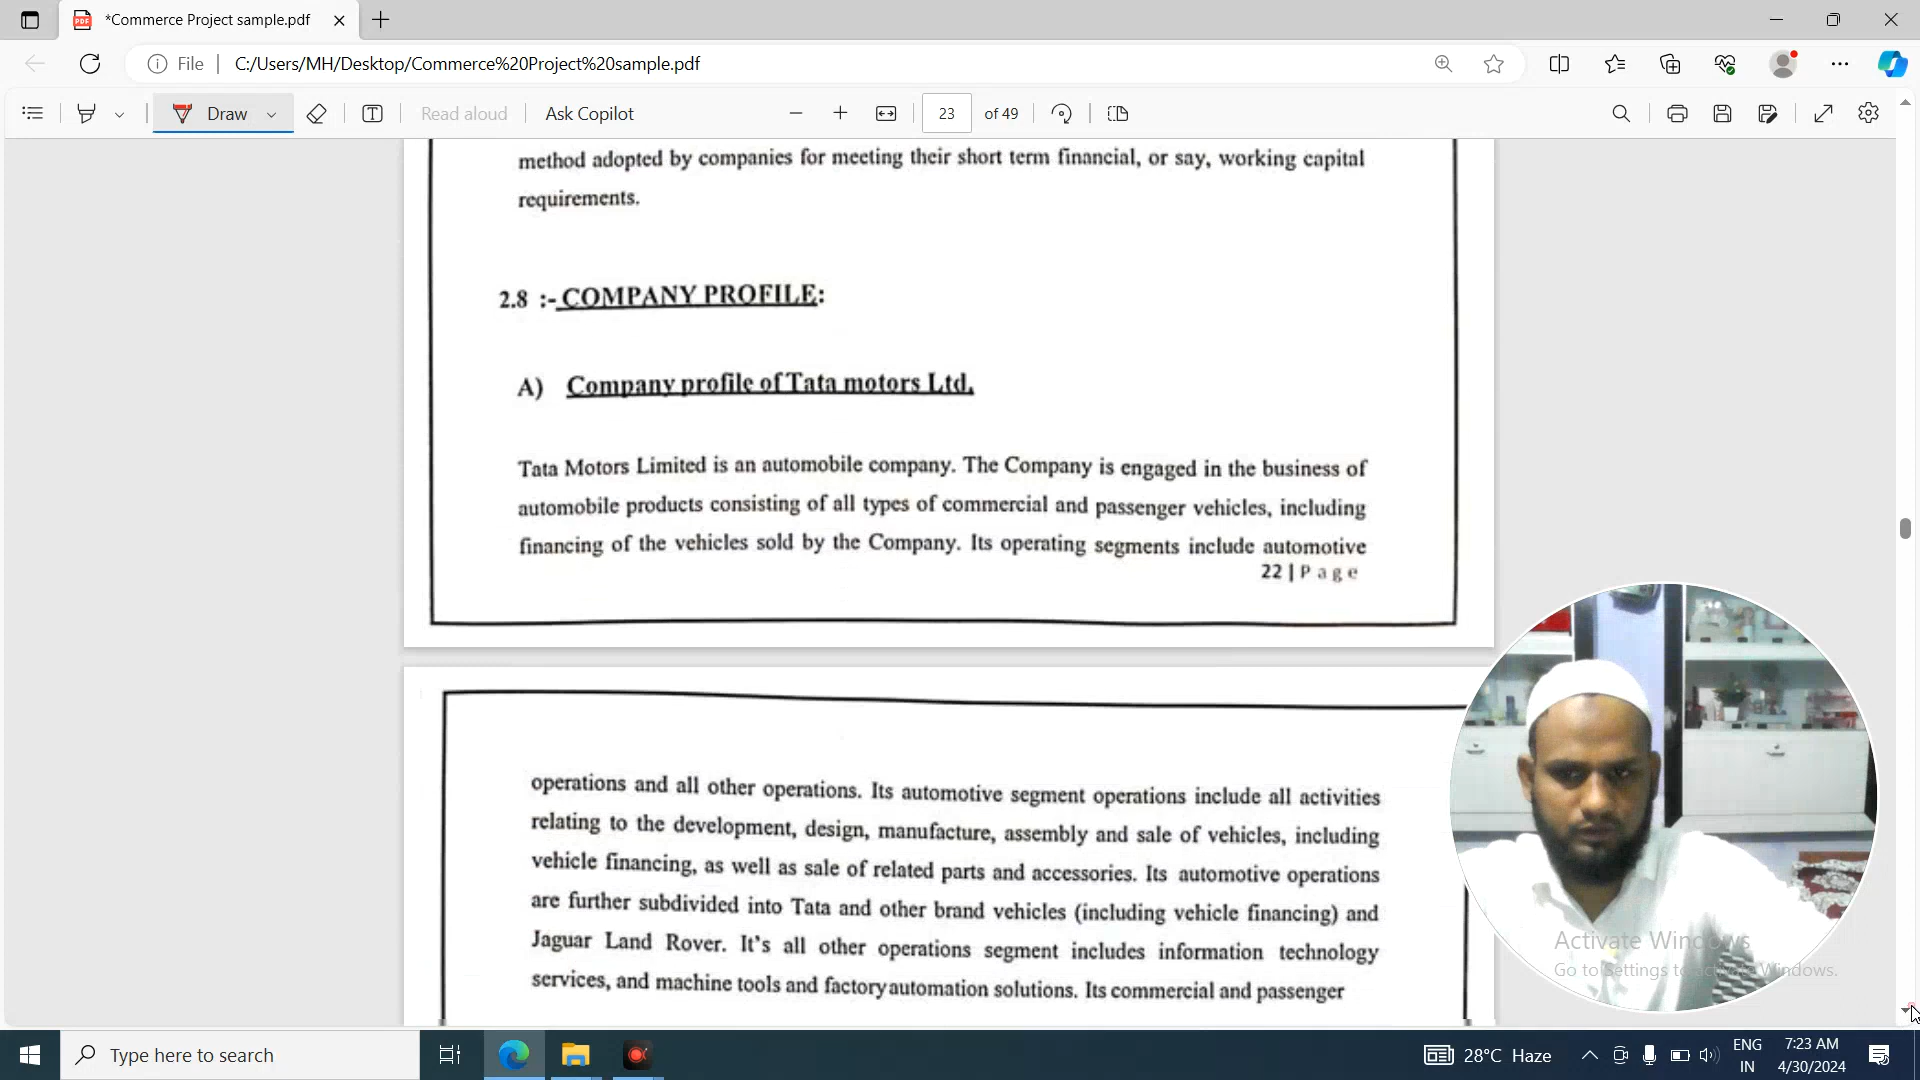 *Commerce Project sample.pdf
File
C:/Users/MH/Desktop/Commerce%20Project%20sample.pdf
Draw
Read aloud
Ask Copilot
23 of 49
method adopted by companies for meeting their short term financial, or say, working capital
requirements.
2.8 :- COMPANY PROFILE:
A) Company profile of Tata motors Ltd.
Tata Motors Limited is an automobile company. The Company is engaged in the business of
automobile products consisting of all types of commercial and passenger vehicles, including
financing of the vehicles sold by the Company. Its operating segments include automotive
22 | P a g e
operations and all other operations. Its automotive segment operations include all activities
relating to the development, design, manufacture, assembly and sale of vehicles, including
vehicle financing, as well as sale of related parts and accessories. Its automotive operations
are further subdivided into Tata and other brand vehicles (including vehicle financing) and
Jaguar Land Rover. It's all other operations segment includes information technology
services, and machine tools and factory automation solutions. Its commercial and passenger
Activate Windows
Go to Settings to activate Windows.
Type here to search
28°C Haze
ENG
IN
7:23 AM
4/30/2024